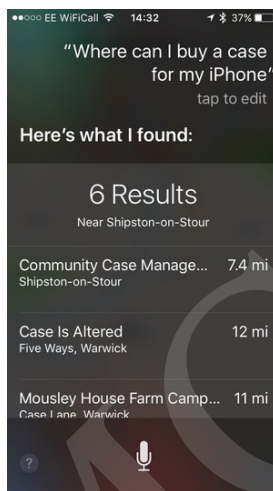 EE WiFiCall 14:32 37%
“Where can I buy a case
for my iPhone”
tap to edit
Here's what I found:
6 Results
Near Shipston-on-Stour
Community Case Manage... 7.4 mi
Shipston-on-Stour
Case Is Altered 12 mi
Five Ways, Warwick
Mousley House Farm Camp... 11 mi
Case Lane, Warwick
?